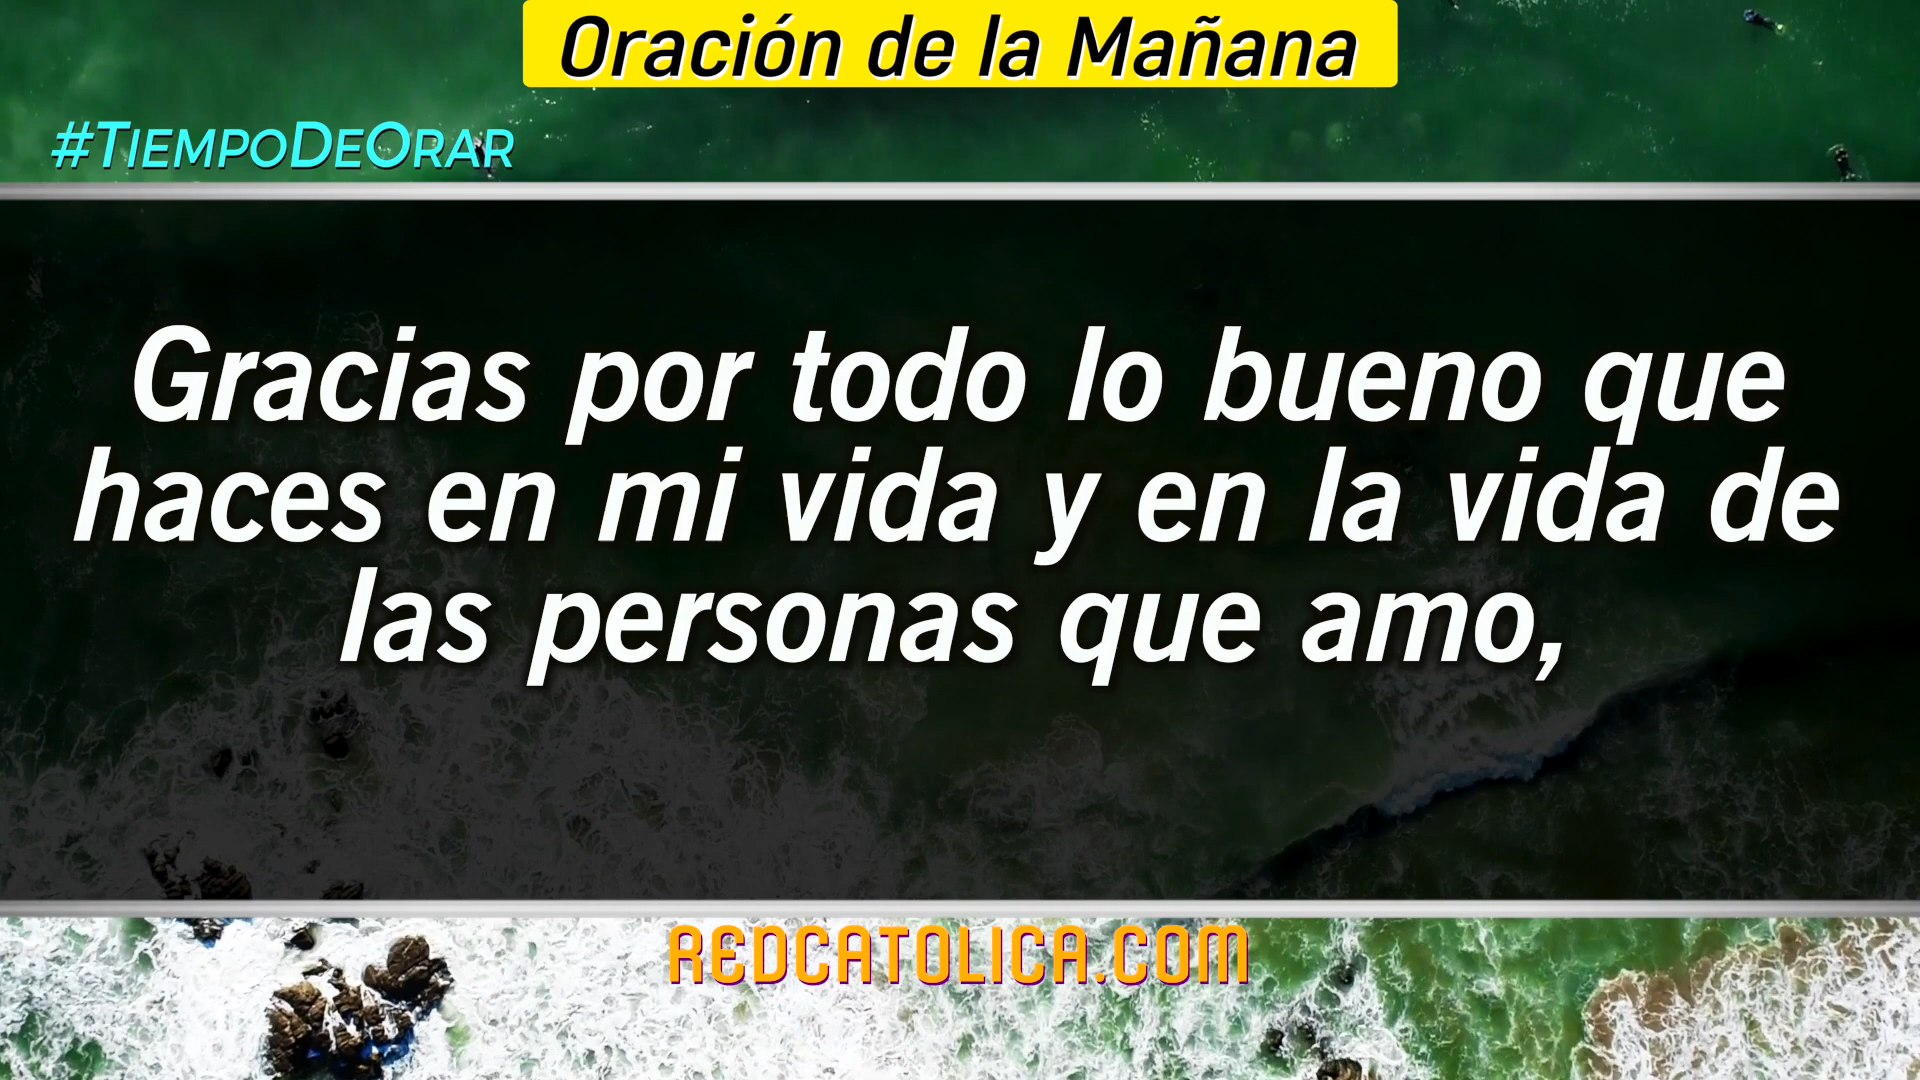 Oración de la Mañana
#TiempoDeOrar
Gracias por todo lo bueno que
haces en mi vida y en la vida de
las personas que amo,
REDCATOLICA.COM